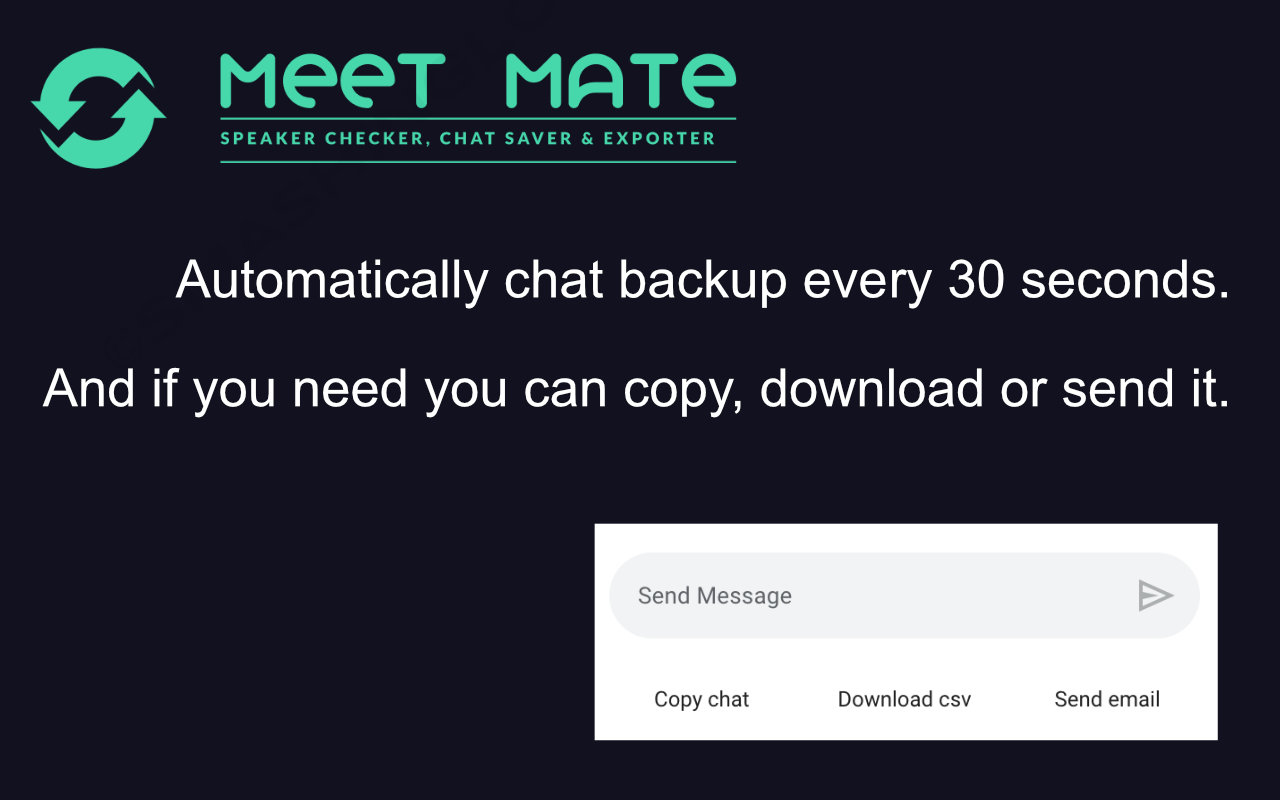 MEET MATE
SPEAKER CHECKER, CHAT SAVER & EXPORTER
Automatically chat backup every 30 seconds.
And if you need you can copy, download or send it.
Send Message
Copy chat Download csv Send email